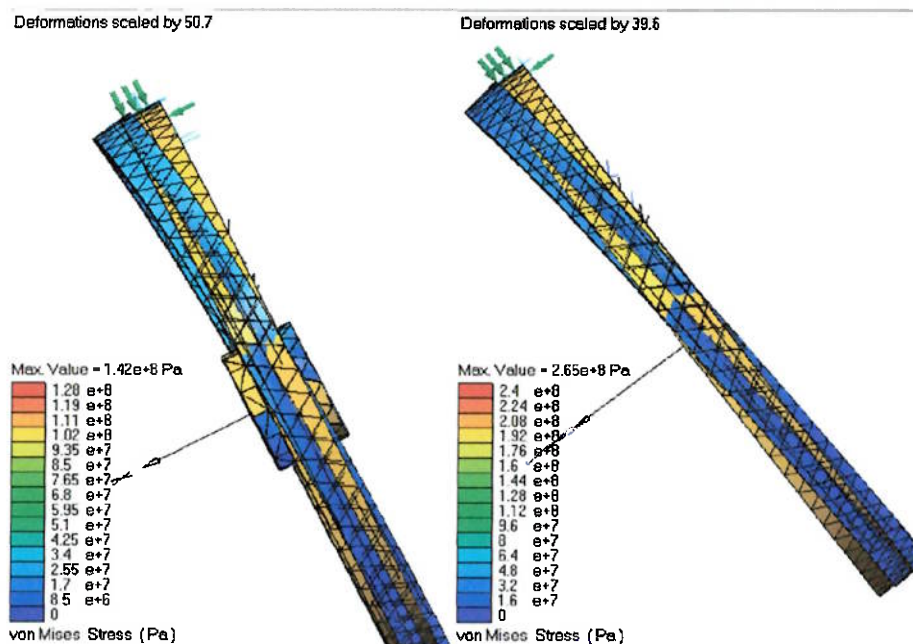 Deformations scaled by 50.7
Max. Value = 1.42e+8 Pa
1.28 e+8
1.19 e+8
1.11 e+8
1.02 e+8
9.35 e+7
8.5 e+7
7.65 e+7
6.8 e+7
5.95 e+7
5.1 e+7
4.25 e+7
3.4 e+7
2.55 e+7
1.7 e+7
8.5 e+6
0
von Mises Stress (Pa)
Deformations scaled by 39.6
Max. Value = 2.65e+8 Pa
2.4 e+8
2.24 e+8
2.08 e+8
1.92 e+8
1.76 e+8
1.6 e+8
1.44 e+8
1.28 e+8
1.12 e+8
9.6 e+7
8 e+7
6.4 e+7
4.8 e+7
3.2 e+7
1.6 e+7
0
von Mises Stress (Pa)